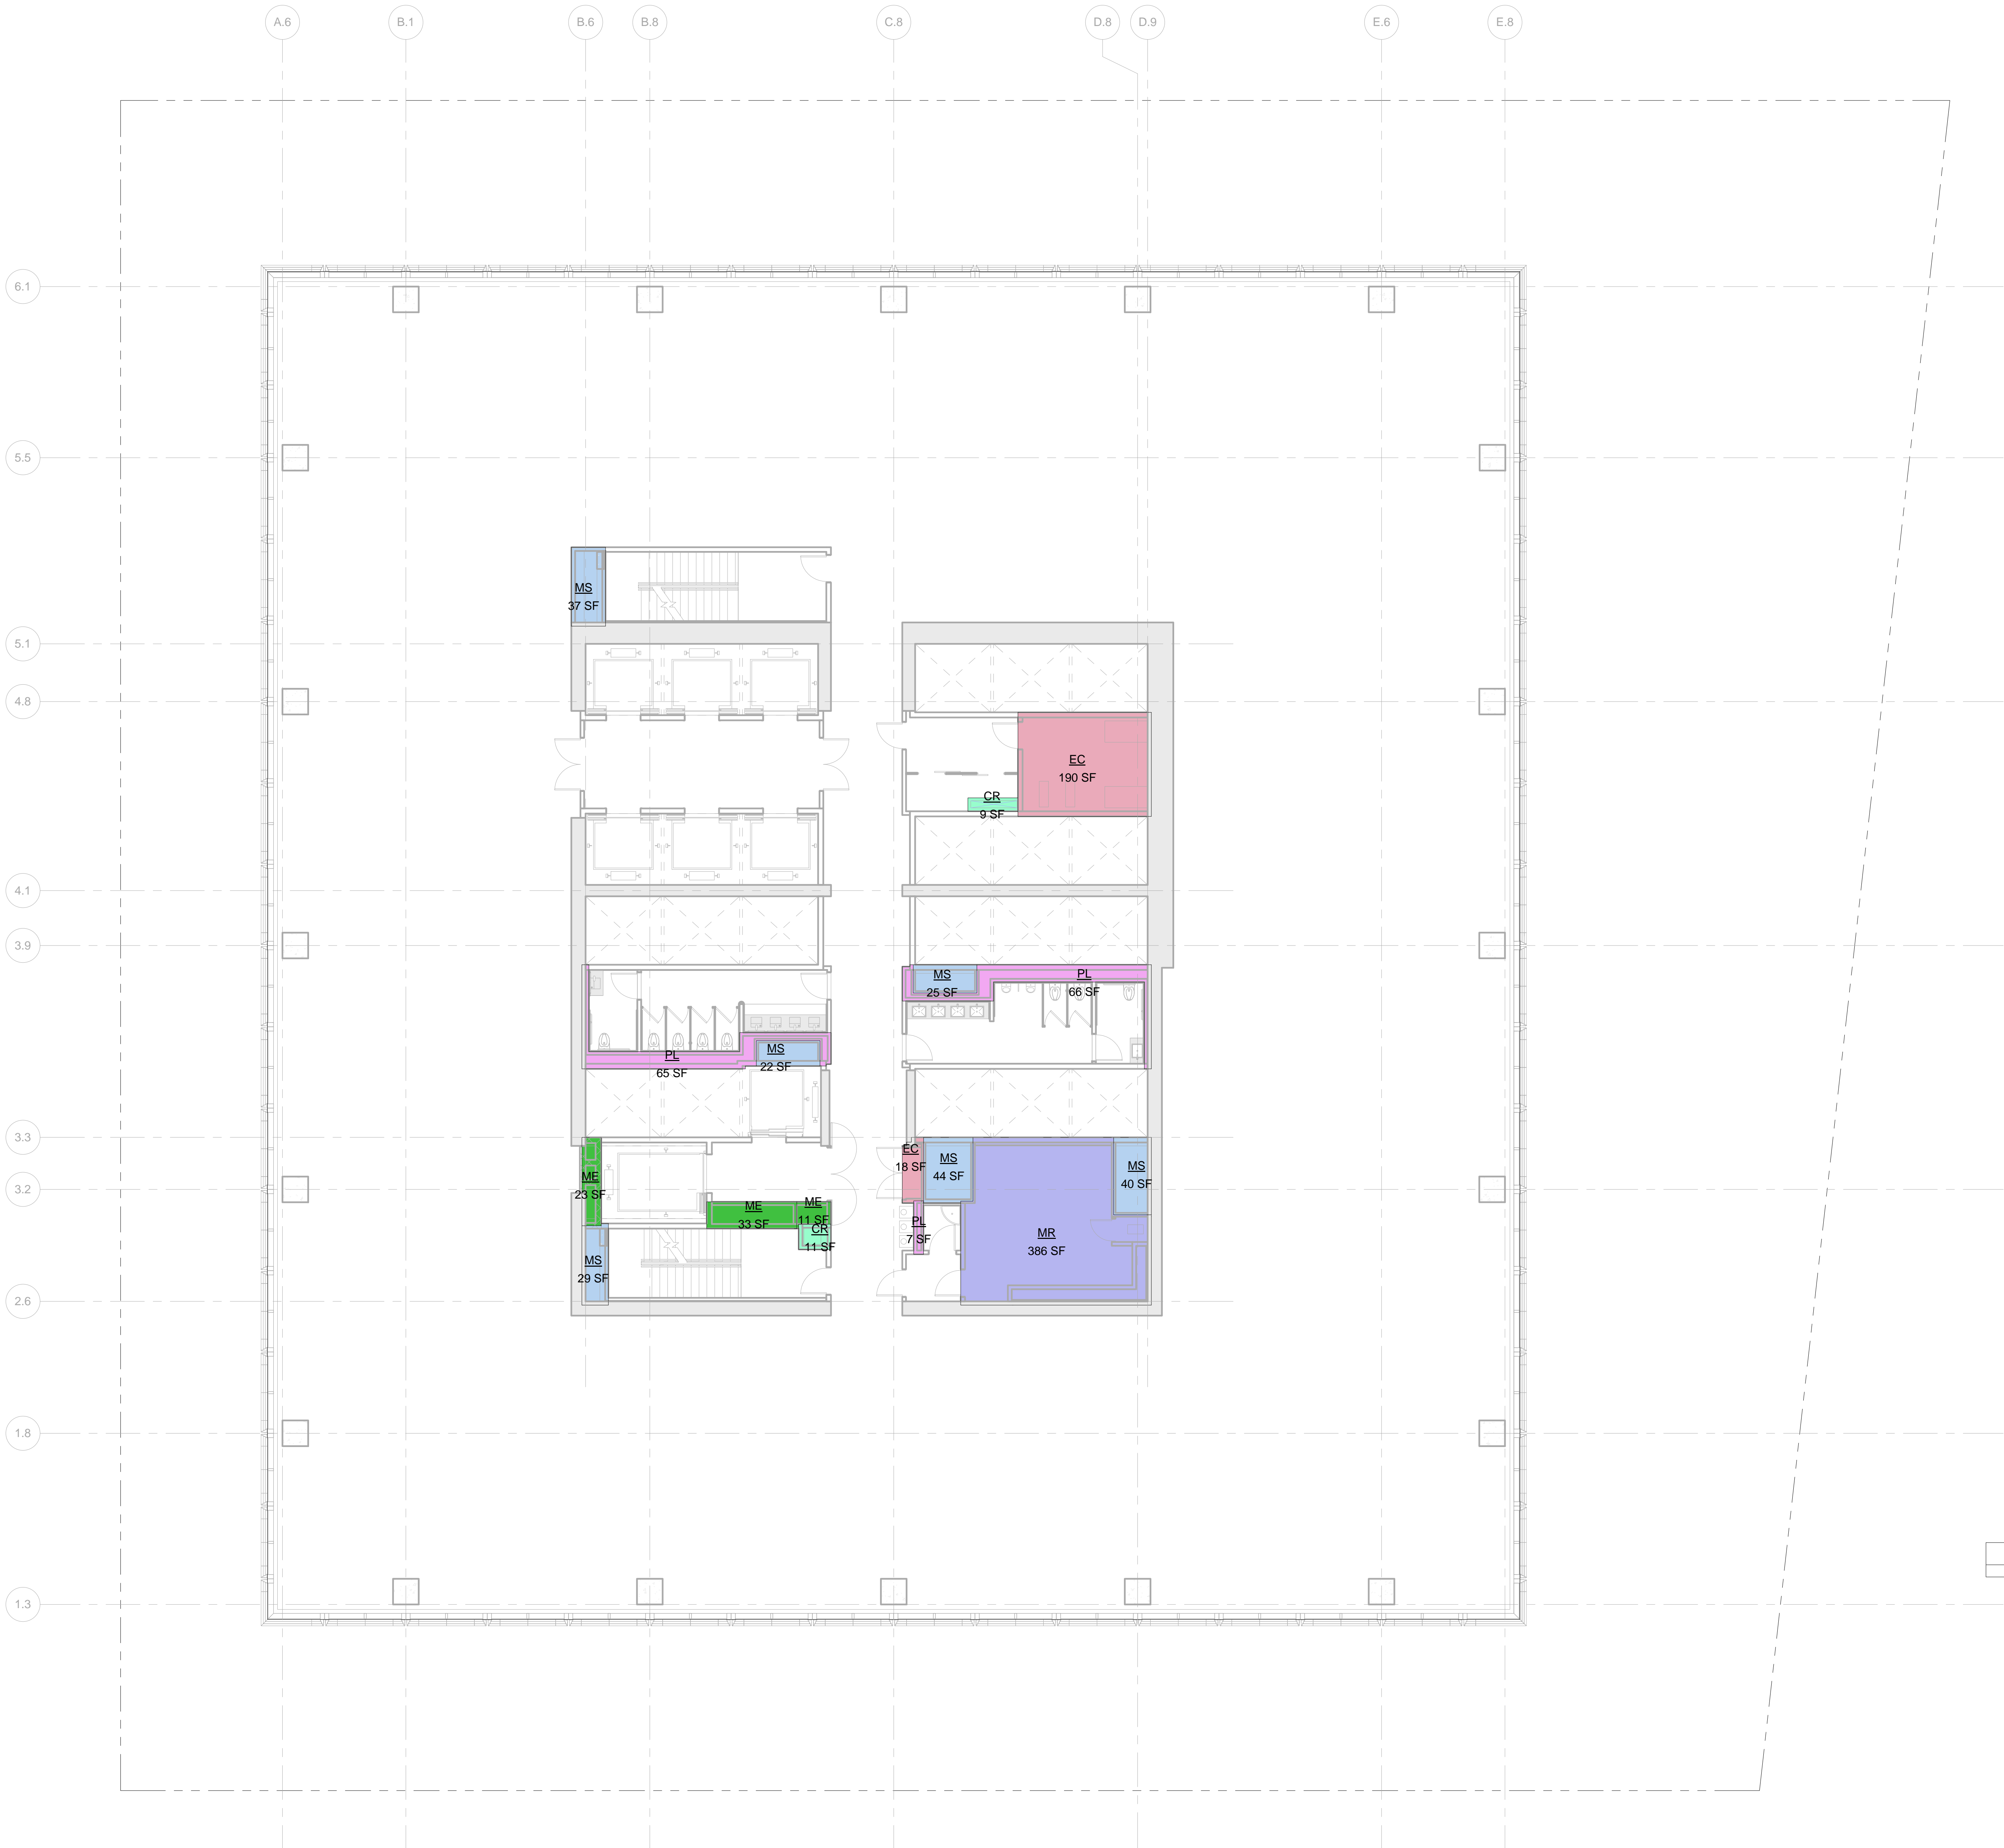 A.6
B.1
B.6
B.8
C.8
D.8
D.9
E.6
E.8
6.1
5.5
5.1
4.8
4.1
3.9
3.3
3.2
2.6
1.8
1.3
MS
37 SF
EC
190 SF
CR
9 SF
MS
25 SF
PL
66 SF
MS
22 SF
PL
65 SF
EC
18 SF
MS
44 SF
MS
40 SF
ME
23 SF
ME
33 SF
ME
11 SF
CR
11 SF
PL
7 SF
MR
386 SF
MS
29 SF